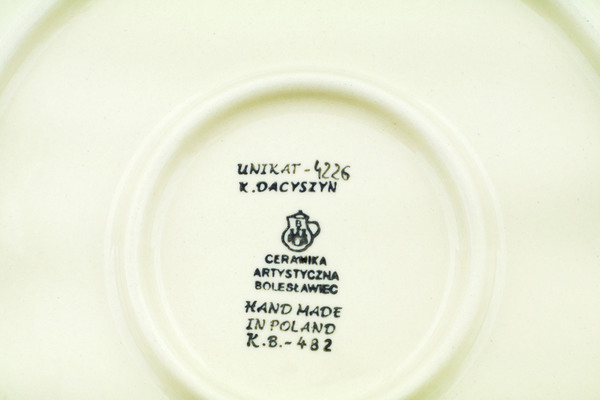 UNIKAT-4226
K.DACYSZYN
B
CERAMIKA
ARTYSTYCZNA
BOLESŁAWIEC
HAND MADE
IN POLAND
K.B.-482